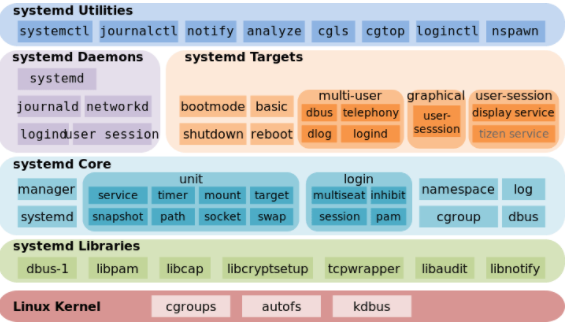 systemd Utilities
systemctl journalctl notify analyze cgls cgtop loginctl nspawn
systemd Daemons
systemd
journald networkd
logind user session
systemd Targets
bootmode basic
shutdown reboot
multi-user
dbus telephony
dlog logind
graphical
user-
sesssion
user-session
display service
tizen service
systemd Core
manager
systemd
unit
service timer mount target
snapshot path socket swap
login
multiseat inhibit
session pam
namespace log
cgroup dbus
systemd Libraries
dbus-1 libpam libcap libcryptsetup tcpwrapper libaudit libnotify
Linux Kernel cgroups autofs kdbus